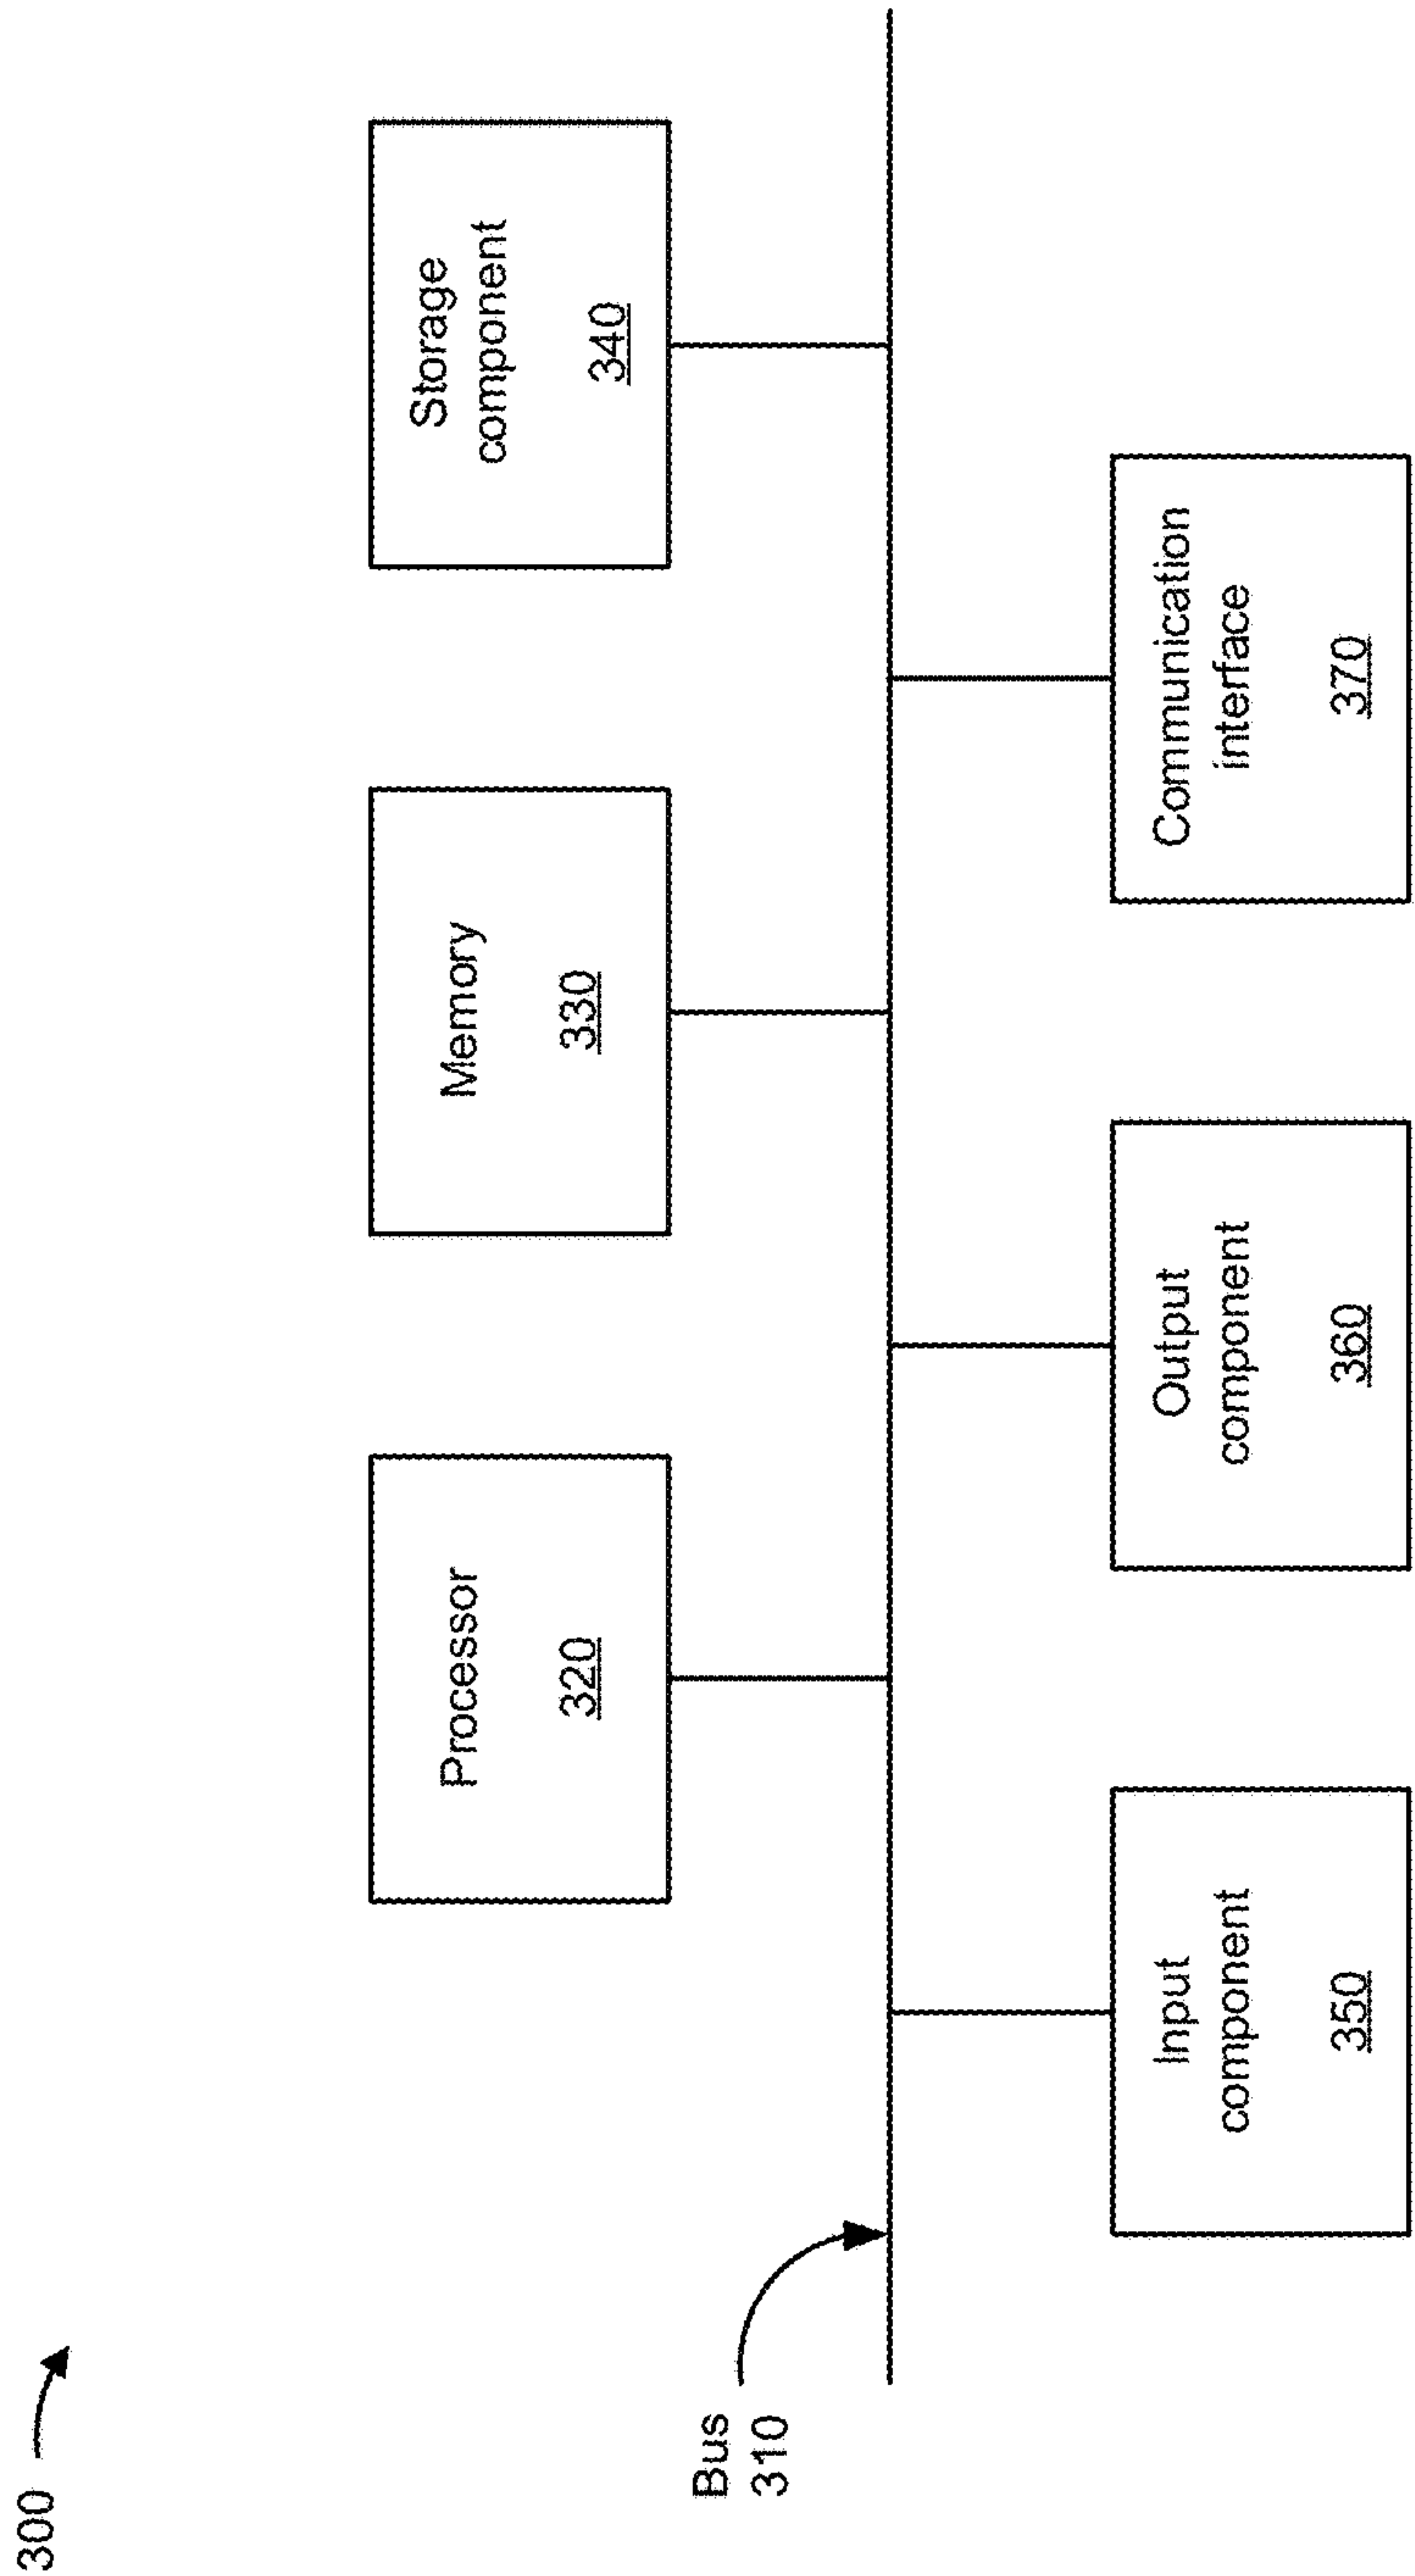 300
Processor
320
Memory
330
Storage
component
340
Bus
310
Input
component
350
Output
component
360
Communication
interface
370